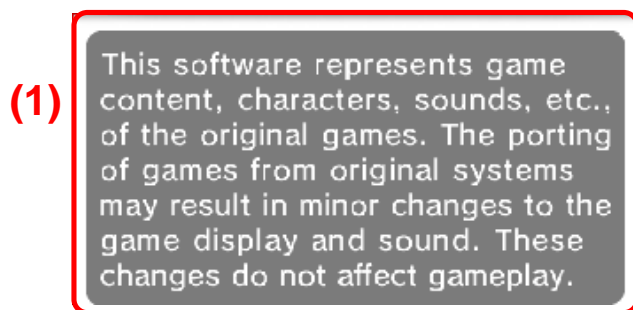 (1)
This software represents game
content, characters, sounds, etc.,
of the original games. The porting
of games from original systems
may result in minor changes to the
game display and sound. These
changes do not affect gameplay.